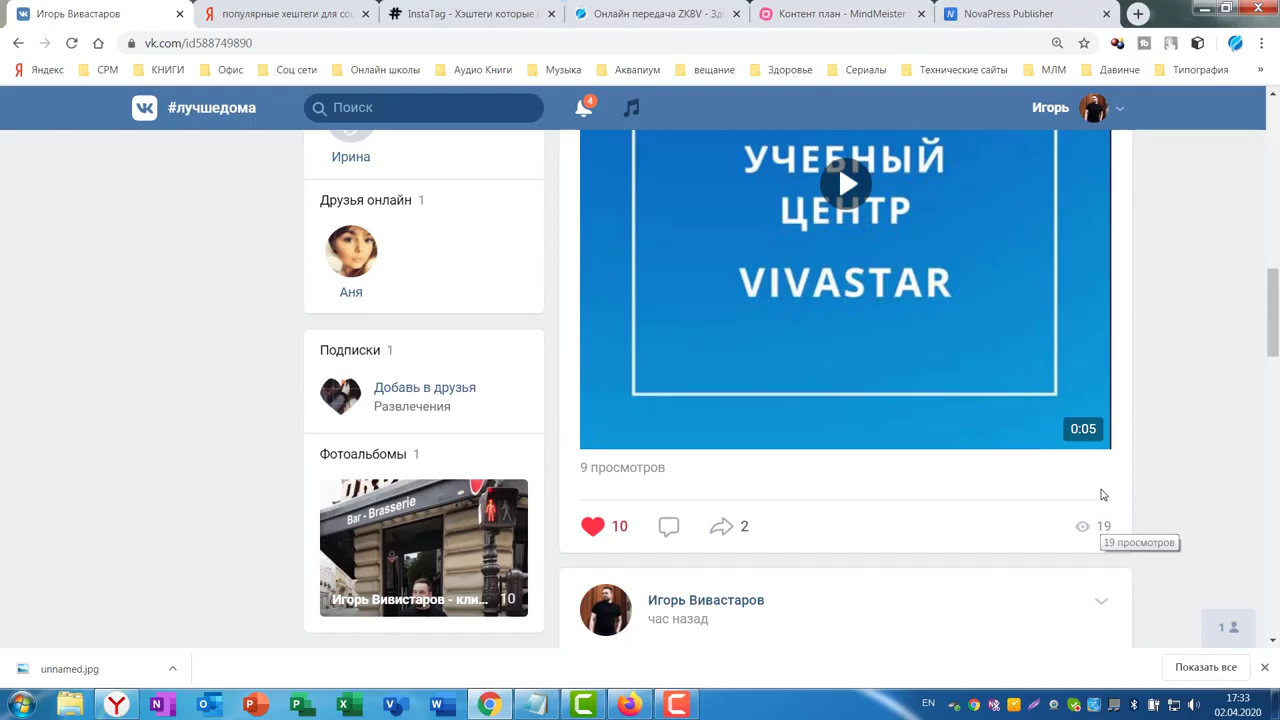 Игорь Вивастаров
популярные хештеги для соц
InstaTag - Хэштеги которые
Онлайн передача ZKBV - Здо
Контент план - MindMeister
NovaPress Publisher
vk.com/id588749890
Яндекс
СРМ
КНИГИ
Офис
Соц сети
Онлайн школы
Аудио Книги
Музыка
Аквапиум
вещание
Здоровье
Сериалы
Технические сайты
МЛМ
Давинче
Типография
»
#лучшедома
Поиск
4
Игорь
Ирина
Друзья онлайн 1
Аня
Подписки 1
Добавь в друзья
Развлечения
Фотоальбомы 1
Bar - Brasserie
Игорь Вивистаров - кли...
10
УЧЕБНЫЙ
ЦЕНТР
VIVASTAR
0:05
9 просмотров
10
2
19
19 просмотров
Игорь Вивастаров
час назад
1
unnamed.jpg
Показать все
EN
17:33
02.04.2020